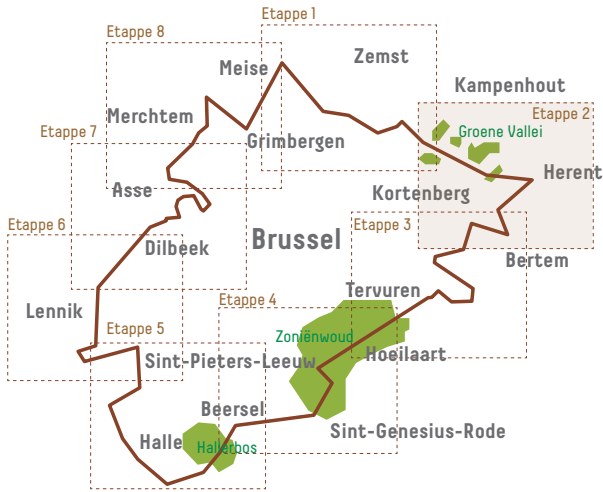 Etappe 1
Etappe 8
Zemst
Meise
Kampenhout
Merchtem
Etappe 2
Etappe 7
Groene Vallei
Grimbergen
Herent
Asse
Kortenberg
Etappe 6
Etappe 3
Brussel
Dilbeek
Bertem
Tervuren
Etappe 4
Lennik
Etappe 5
Zoniënwoud
Hoeilaart
Sint-Pieters-Leeuw
Beersel
Sint-Genesius-Rode
Halle
Hallerbos